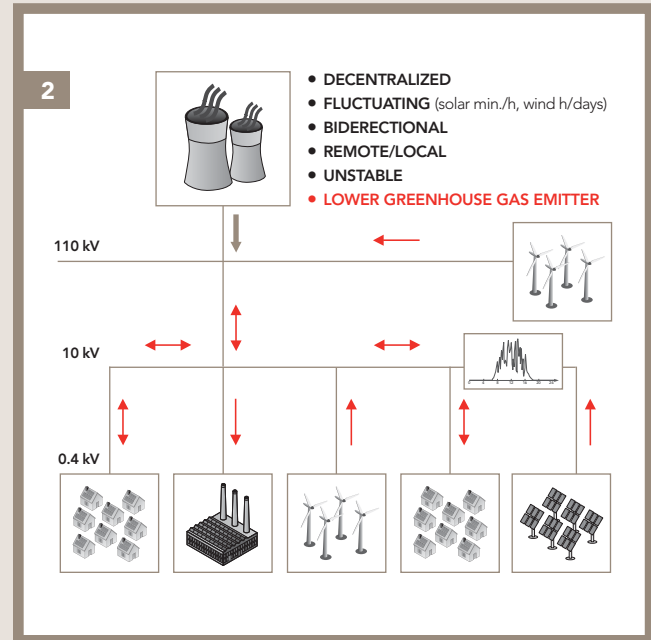 2
• DECENTRALIZED
• FLUCTUATING (solar min./h, wind h/days)
• BIDERECTIONAL
• REMOTE/LOCAL
• UNSTABLE
• LOWER GREENHOUSE GAS EMITTER
110 kV
10 kV
0.4 kV